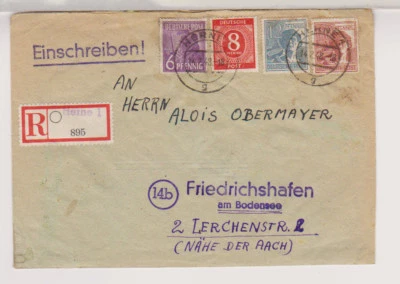 Einschreiben!
DEUTSCHE POST
6
PFENNIG
DEUTSCHE
8
POST
AN
HERRN ALOIS OBERMAYER
R
895
14b
Friedrichshafen
am Bodensee
2 LERCHENSTR. 2
(NÄHE DER AACH)